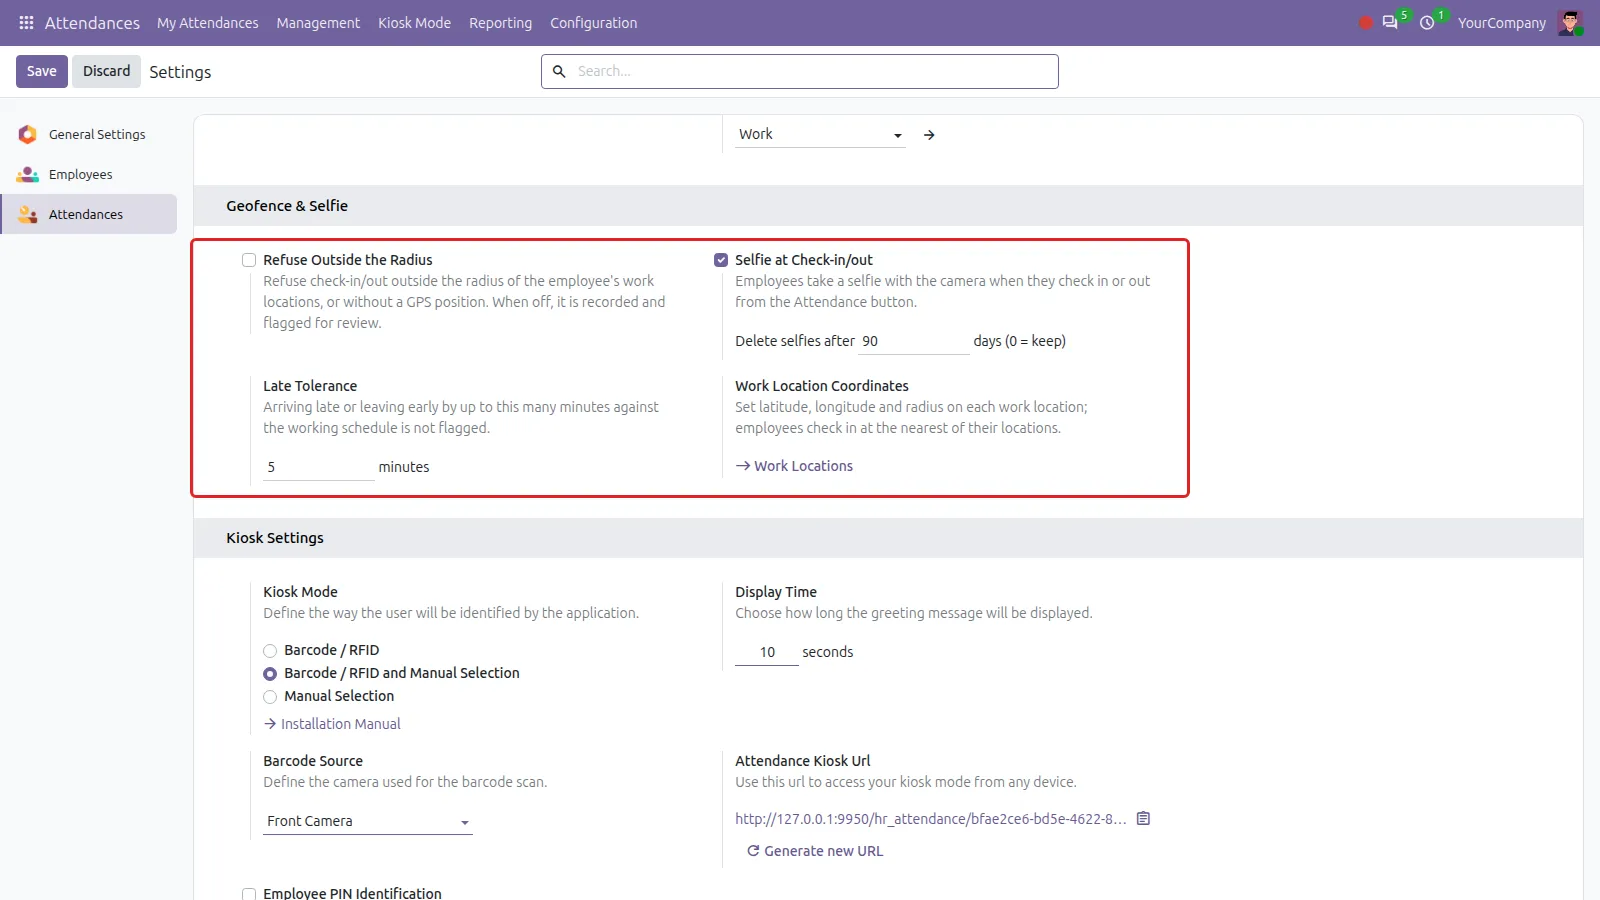 Attendances My Attendances Management Kiosk Mode Reporting Configuration 5 1 YourCompany
Save Discard Settings Search...
General Settings
Employees
Attendances
Work
Geofence & Selfie
Refuse Outside the Radius
Refuse check-in/out outside the radius of the employee's work
locations, or without a GPS position. When off, it is recorded and
flagged for review.
Selfie at Check-in/out
Employees take a selfie with the camera when they check in or out
from the Attendance button.
Delete selfies after 90 days (0 = keep)
Late Tolerance
Arriving late or leaving early by up to this many minutes against
the working schedule is not flagged.
5 minutes
Work Location Coordinates
Set latitude, longitude and radius on each work location;
employees check in at the nearest of their locations.
Work Locations
Kiosk Settings
Kiosk Mode
Define the way the user will be identified by the application.
Barcode / RFID
Barcode / RFID and Manual Selection
Manual Selection
Installation Manual
Display Time
Choose how long the greeting message will be displayed.
10 seconds
Barcode Source
Define the camera used for the barcode scan.
Front Camera
Attendance Kiosk Url
Use this url to access your kiosk mode from any device.
http://127.0.0.1:9950/hr_attendance/bfae2ce6-bd5e-4622-8...
Generate new URL
Employee PIN Identification